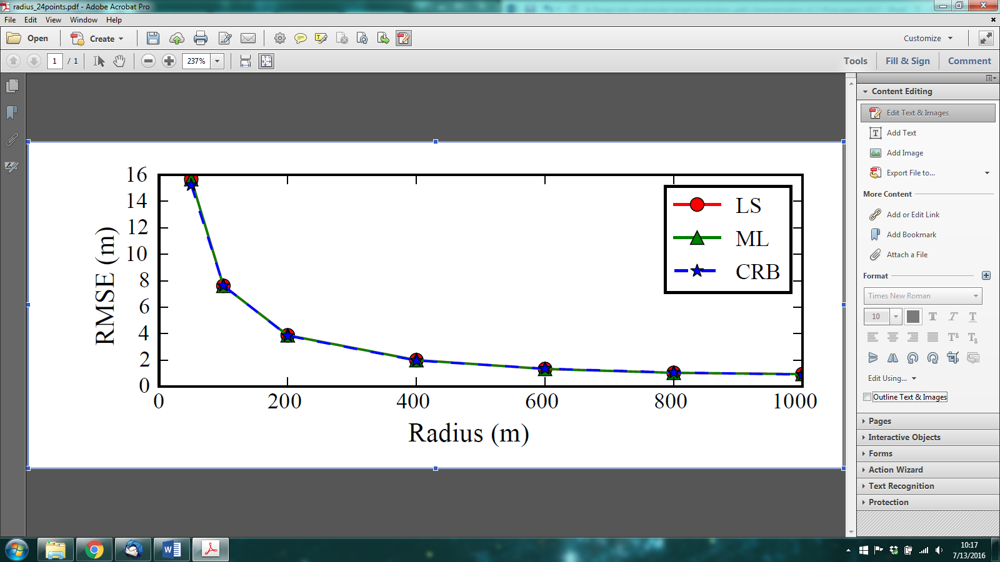 radius_24points.pdf - Adobe Acrobat Pro
File Edit View Window Help
Open Create Customize
1 / 1 237% Tools Fill & Sign Comment
Content Editing
Edit Text & Images
Add Text
Add Image
Export File to...
More Content
Add or Edit Link
Add Bookmark
Attach a File
Format
Times New Roman
10
Edit Using...
Outline Text & Images
Pages
Interactive Objects
Forms
Action Wizard
Text Recognition
Protection
16
14
12
10
8
6
4
2
0
RMSE (m)
LS
ML
CRB
0 200 400 600 800 1000
Radius (m)
10:17
7/13/2016